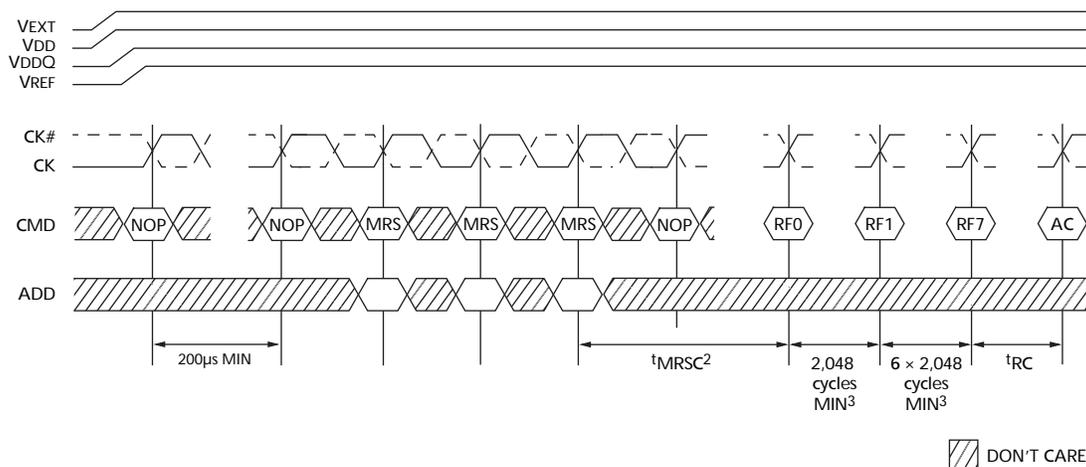 VEXT
VDD
VDDQ
VREF
CK#
CK
CMD NOP NOP MRS MRS MRS NOP RF0 RF1 RF7 AC
ADD
200µs MIN tMRSC2 2,048 cycles MIN3 6 × 2,048 cycles MIN3 tRC
DON'T CARE